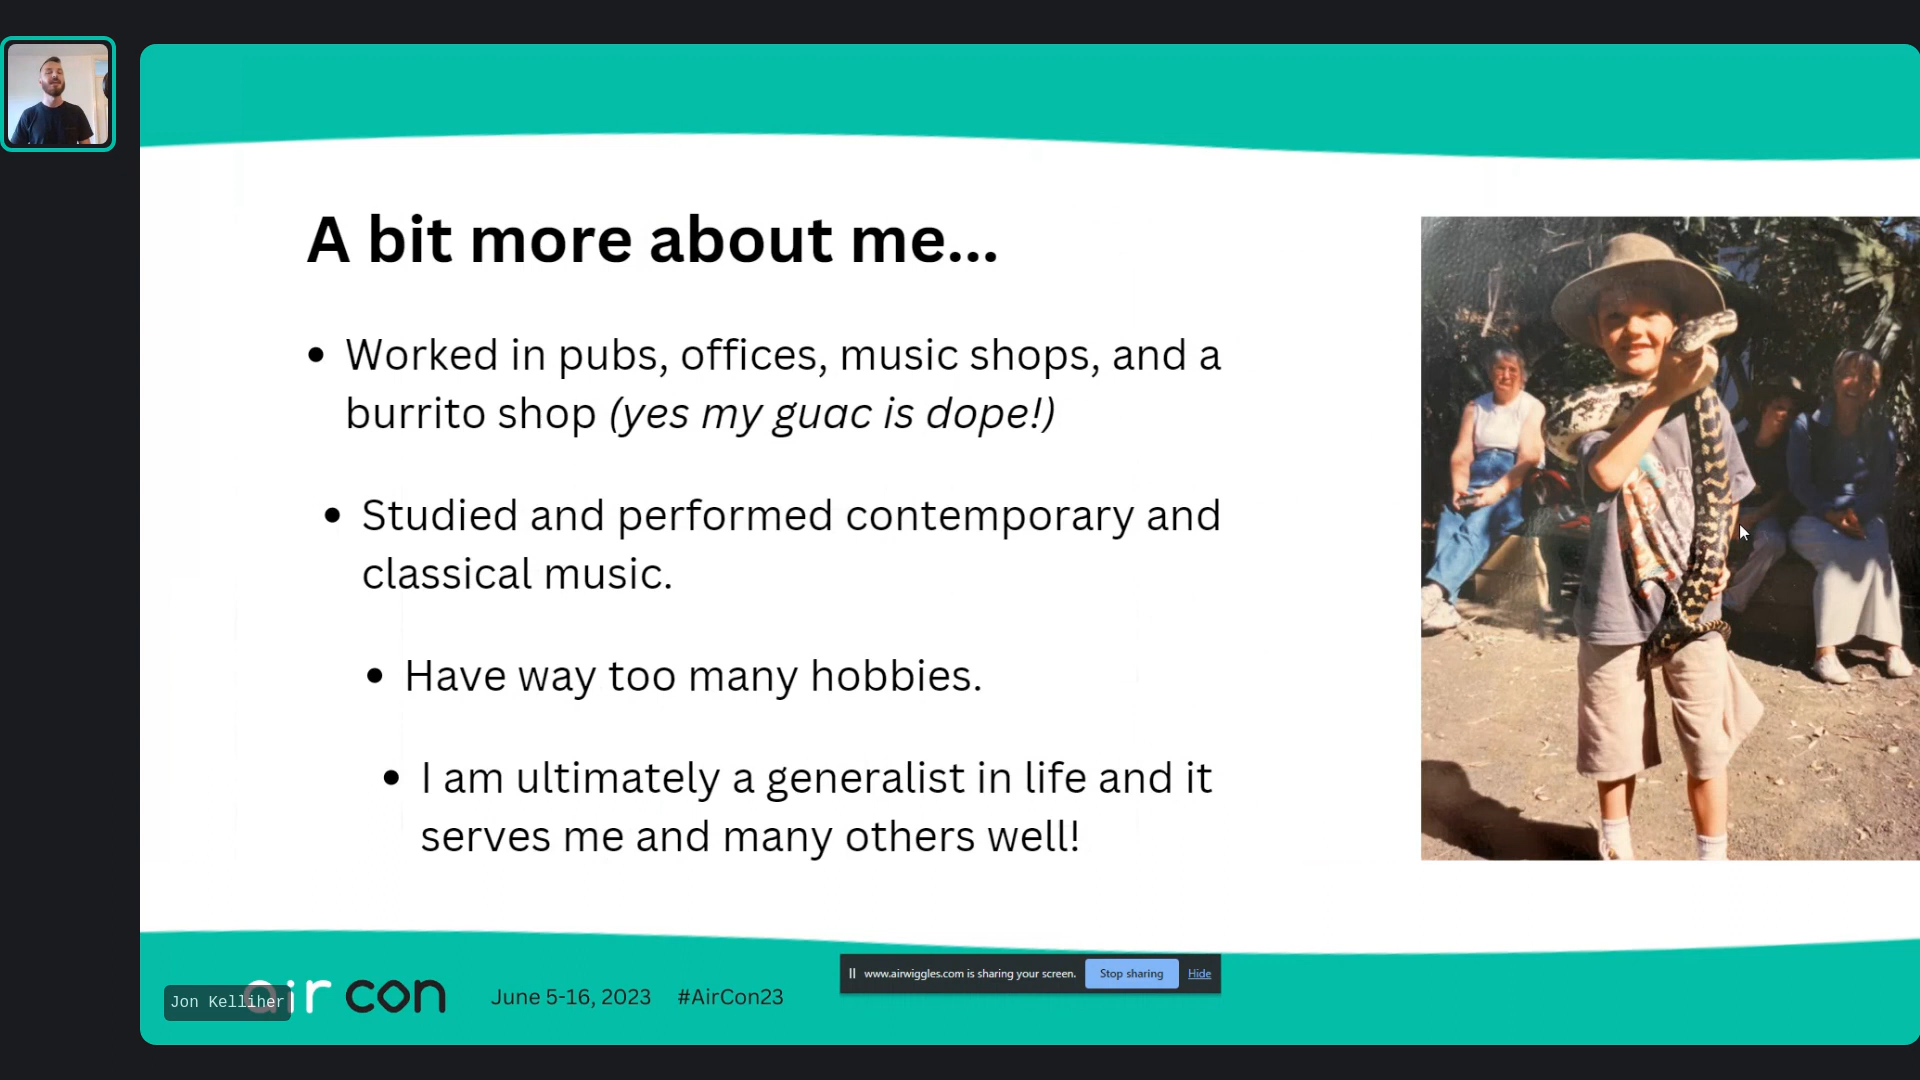 A bit more about me...
• Worked in pubs, offices, music shops, and a
burrito shop (yes my guac is dope!)
• Studied and performed contemporary and
classical music.
• Have way too many hobbies.
• I am ultimately a generalist in life and it
serves me and many others well!
www.airwiggles.com is sharing your screen. Stop sharing Hide
Jon Kelliher
air con June 5-16, 2023 #AirCon23